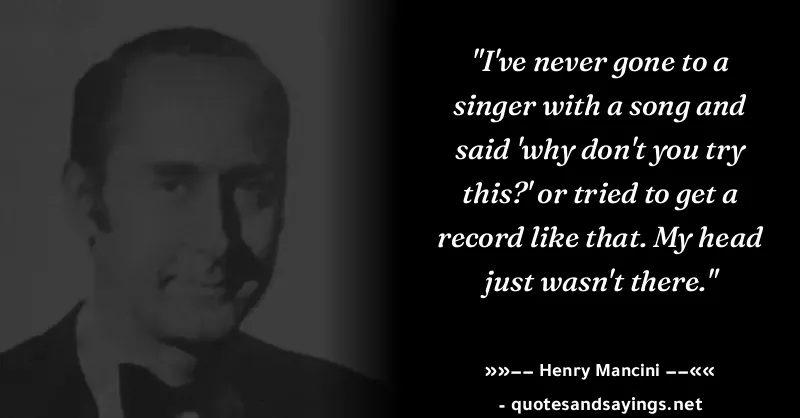 "I've never gone to a
singer with a song and
said 'why don't you try
this?' or tried to get a
record like that. My head
just wasn't there."
»»–– Henry Mancini ––««
- quotesandsayings.net